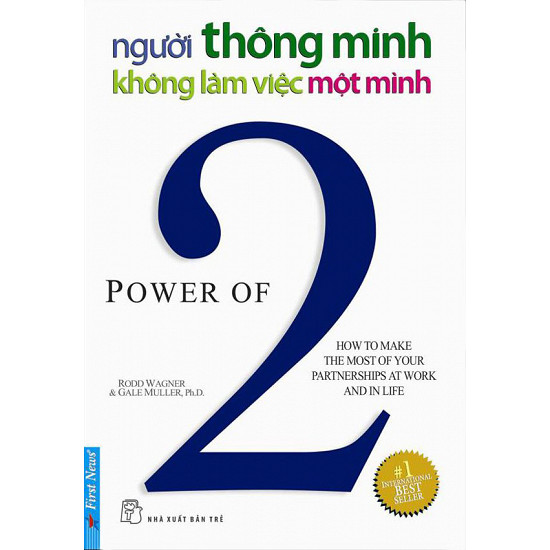 người thông minh
không làm việc một mình
2
POWER OF
HOW TO MAKE
THE MOST OF YOUR
PARTNERSHIPS AT WORK
AND IN LIFE
RODD WAGNER
& GALE MULLER, Ph.D.
#1
INTERNATIONAL
BEST
SELLER
First News
NHÀ XUẤT BẢN TRẺ